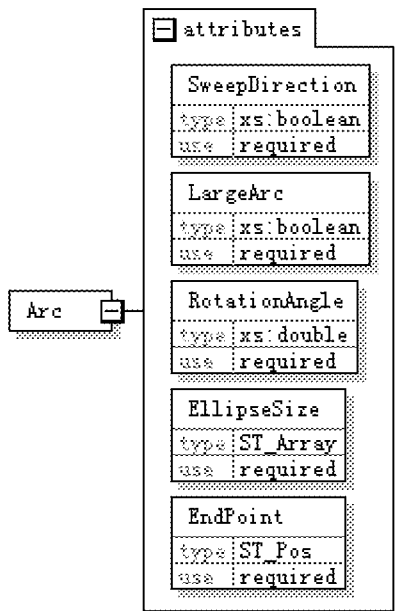 attributes
SweepDirection
type xs:boolean
use required
LargeArc
type xs:boolean
use required
RotationAngle
type xs:double
use required
Arc
EllipseSize
type ST_Array
use required
EndPoint
type ST_Pos
use required